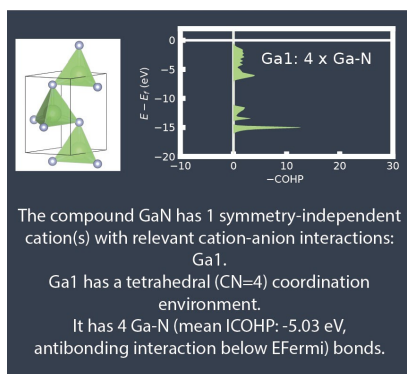 0
−5
−10
−15
−20
E − Ef (eV)
Ga1: 4 x Ga-N
−10
0
10
20
30
−COHP
The compound GaN has 1 symmetry-independent
cation(s) with relevant cation-anion interactions:
Ga1.
Ga1 has a tetrahedral (CN=4) coordination
environment.
It has 4 Ga-N (mean ICOHP: -5.03 eV,
antibonding interaction below EFermi) bonds.